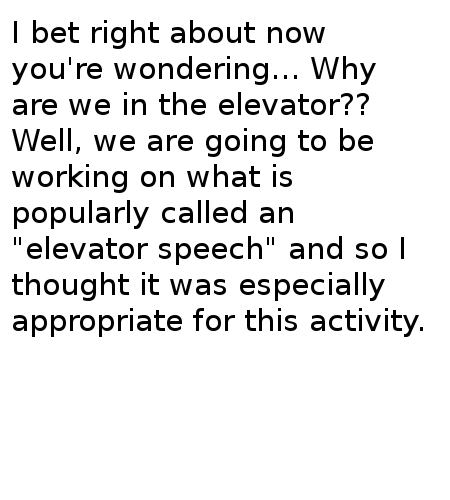 I bet right about now
you're wondering... Why
are we in the elevator??
Well, we are going to be
working on what is
popularly called an
"elevator speech" and so I
thought it was especially
appropriate for this activity.